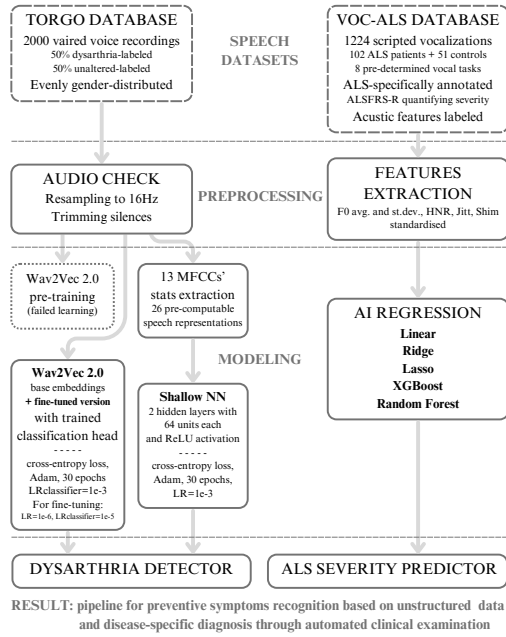 TORGO DATABASE
2000 vaired voice recordings
50% dysarthria-labeled
50% unaltered-labeled
Evenly gender-distributed
SPEECH
DATASETS
VOC-ALS DATABASE
1224 scripted vocalizations
102 ALS patients + 51 controls
8 pre-determined vocal tasks
ALS-specifically annotated
ALSFRS-R quantifying severity
Acustic features labeled
AUDIO CHECK
Resampling to 16Hz
Trimming silences
PREPROCESSING
FEATURES
EXTRACTION
F0 avg. and st.dev., HNR, Jitt, Shim
standardised
Wav2Vec 2.0
pre-training
(failed learning)
13 MFCCs'
stats extraction
26 pre-computable
speech representations
MODELING
AI REGRESSION
Linear
Ridge
Lasso
XGBoost
Random Forest
Wav2Vec 2.0
base embeddings
+ fine-tuned version
with trained
classification head
- - - - -
cross-entropy loss,
Adam, 30 epochs
LRclassifier=1e-3
For fine-tuning:
LR=1e-6, LRclassifier=1e-5
Shallow NN
2 hidden layers with
64 units each
and ReLU activation
- - - - -
cross-entropy loss,
Adam, 30 epochs,
LR=1e-3
DYSARTHRIA DETECTOR
ALS SEVERITY PREDICTOR
RESULT: pipeline for preventive symptoms recognition based on unstructured data
and disease-specific diagnosis through automated clinical examination